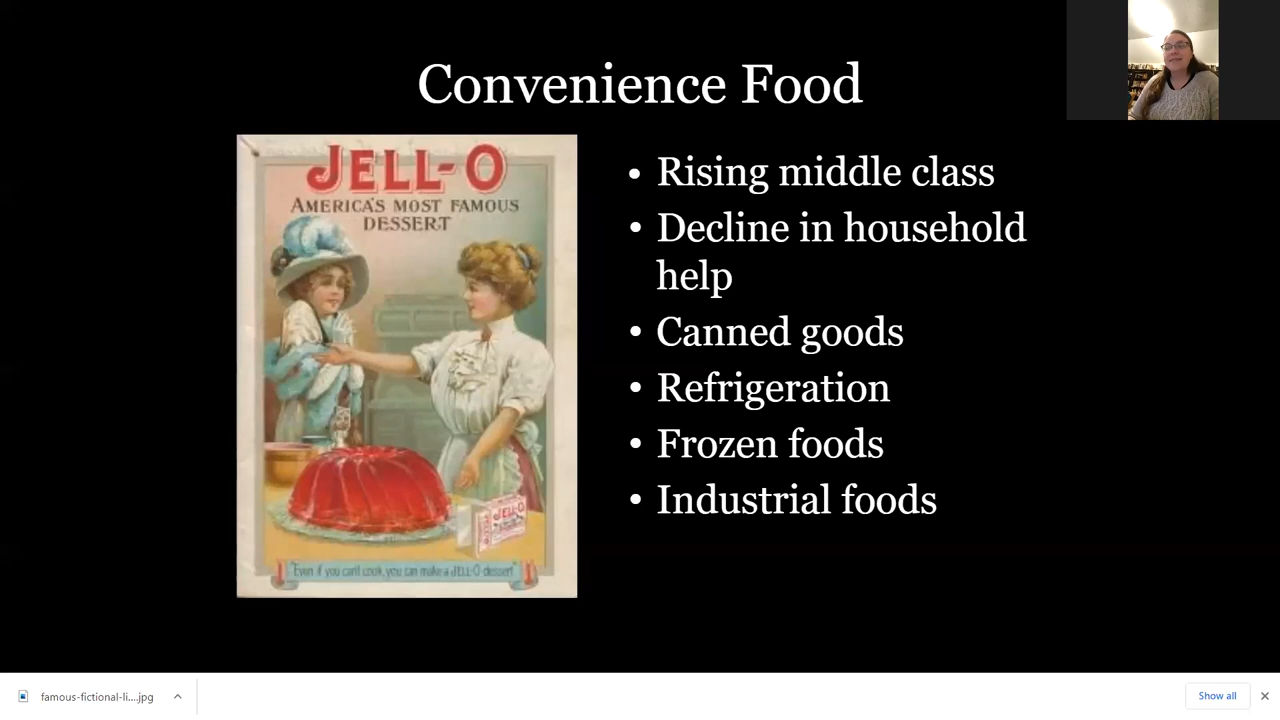 Convenience Food
JELL-O
AMERICA'S MOST FAMOUS
DESSERT
JELL-O
"Even if you can't cook, you can make a JELL-O dessert"
• Rising middle class
• Decline in household
help
• Canned goods
• Refrigeration
• Frozen foods
• Industrial foods
famous-fictional-li....jpg
Show all